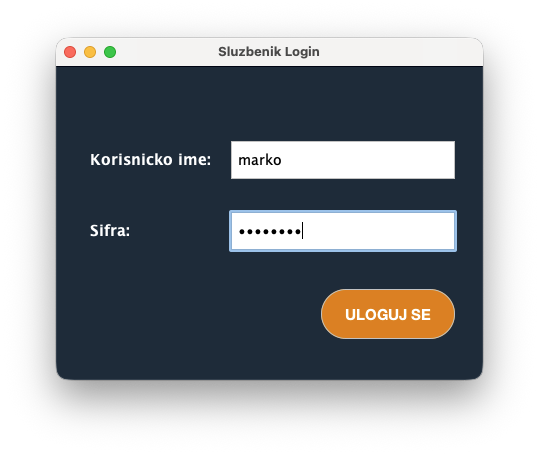 Sluzbenik Login
Korisnicko ime: marko
Sifra: ••••••••
ULOGUJ SE